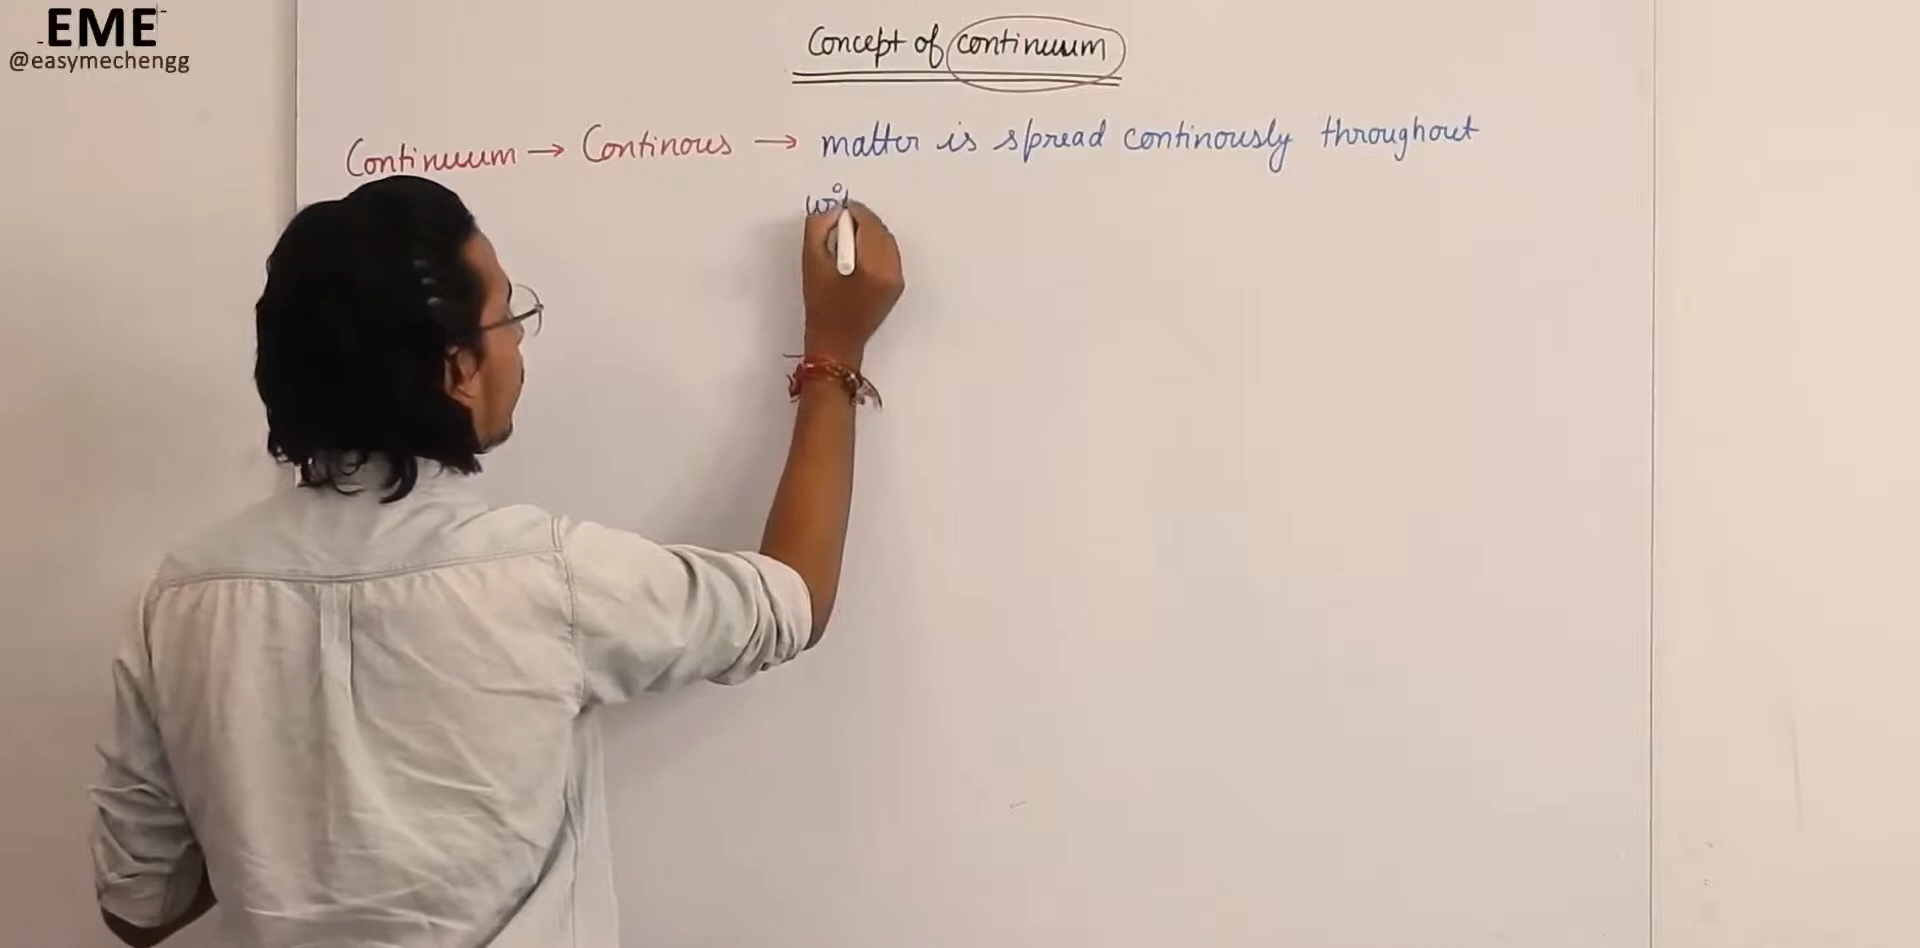 EME
@easymechengg
Concept of continuum
Continuum → Continous → matter is spread continously throughout